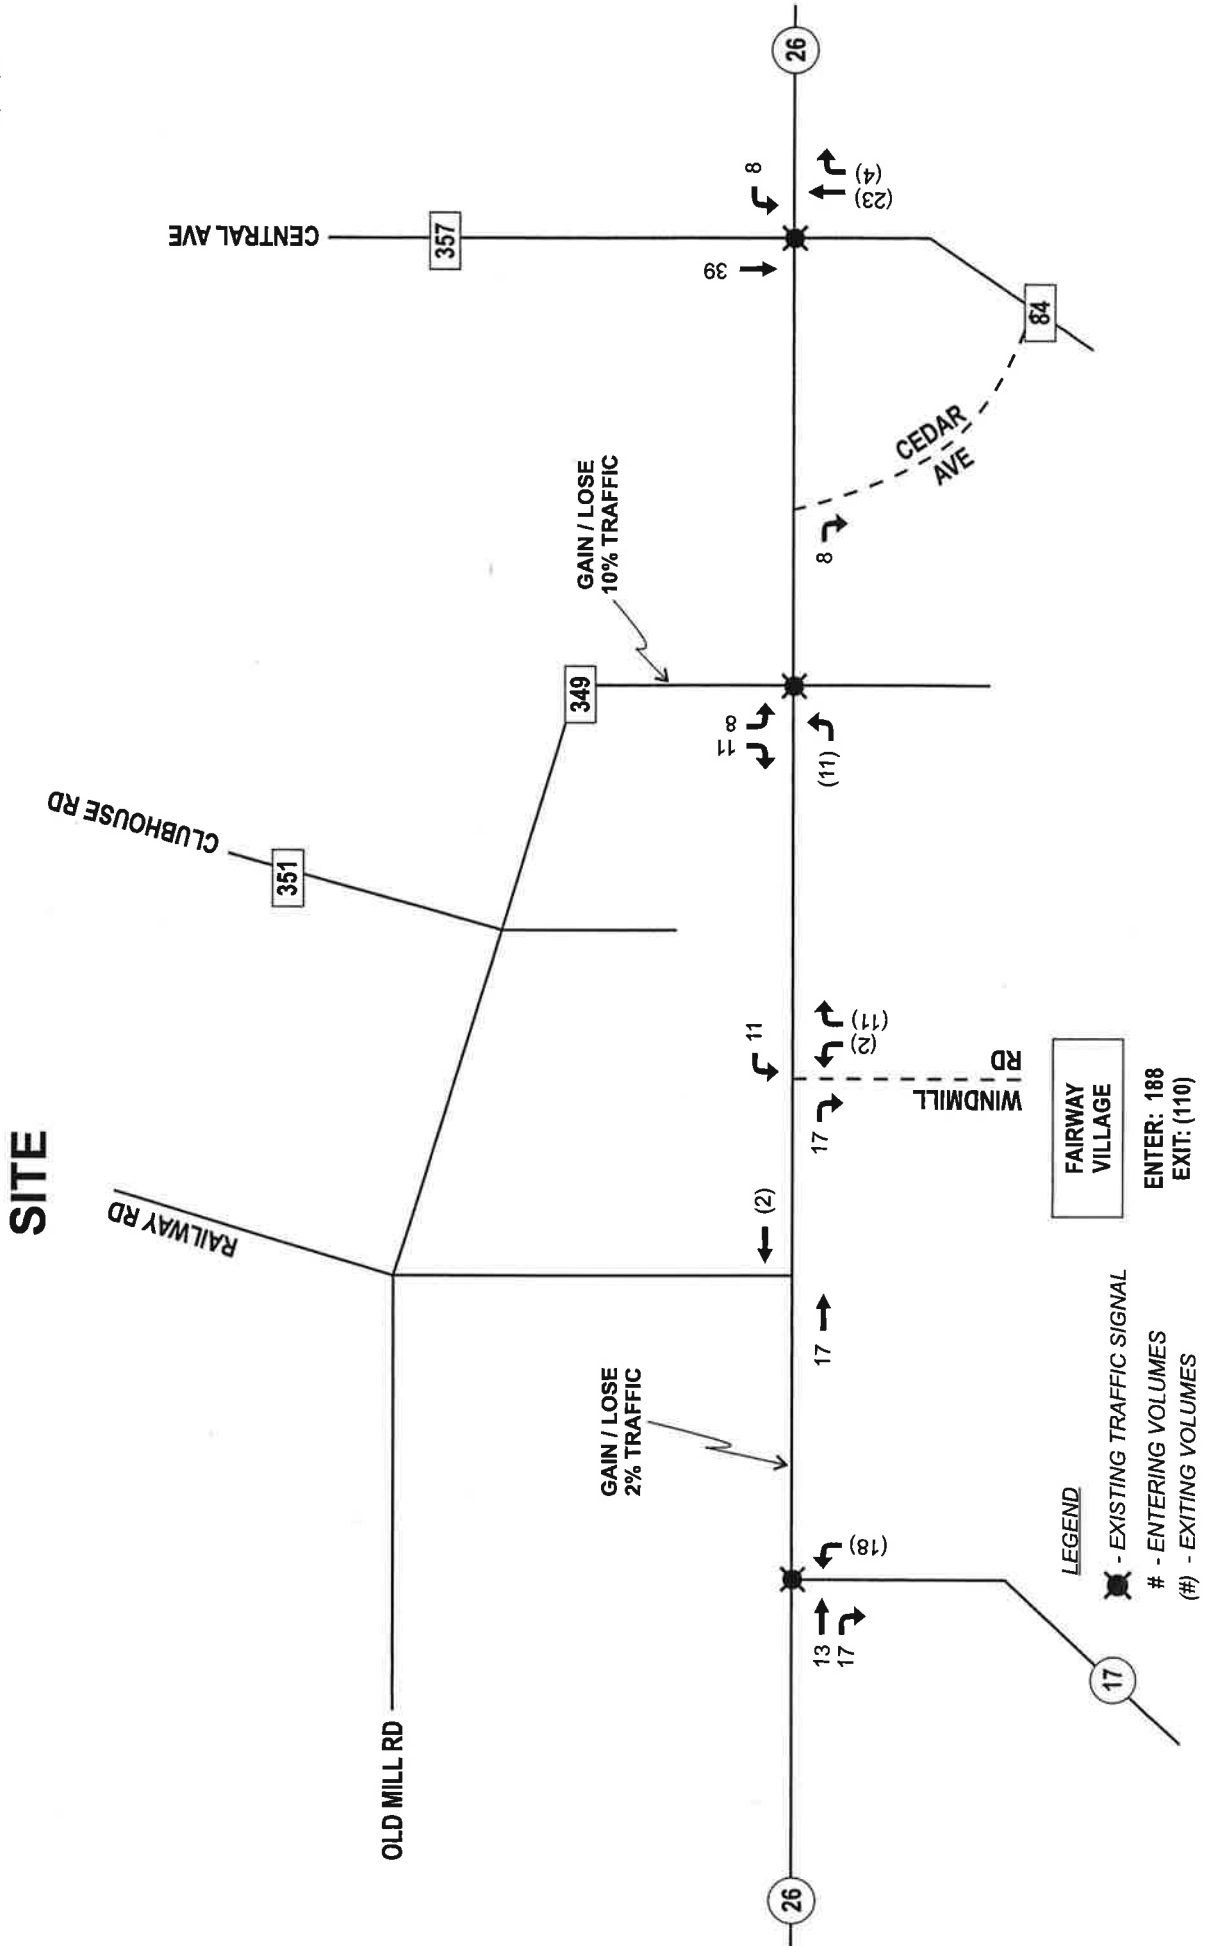 SITE
26
CENTRAL AVE
357
8
39
(4)
(23)
84
CEDAR
AVE
8
GAIN / LOSE
10% TRAFFIC
349
8
11
(11)
CLUBHOUSE RD
351
11
(11)
(2)
17
WINDMILL
RD
RAILWAY RD
(2)
17
GAIN / LOSE
2% TRAFFIC
OLD MILL RD
(18)
13
17
17
26
FAIRWAY
VILLAGE
ENTER: 188
EXIT: (110)
LEGEND
- EXISTING TRAFFIC SIGNAL
# - ENTERING VOLUMES
(#) - EXITING VOLUMES